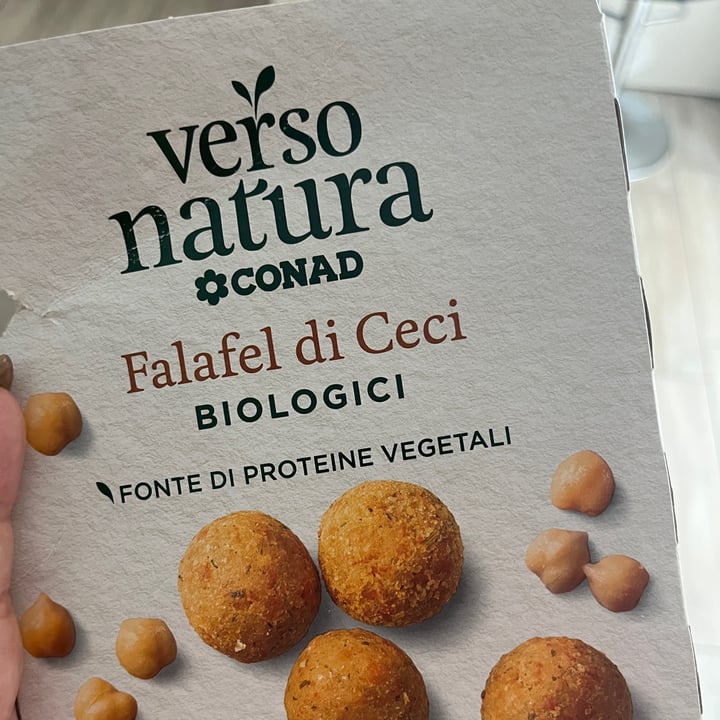 verso
natura
CONAD
Falafel di Ceci
BIOLOGICI
FONTE DI PROTEINE VEGETALI